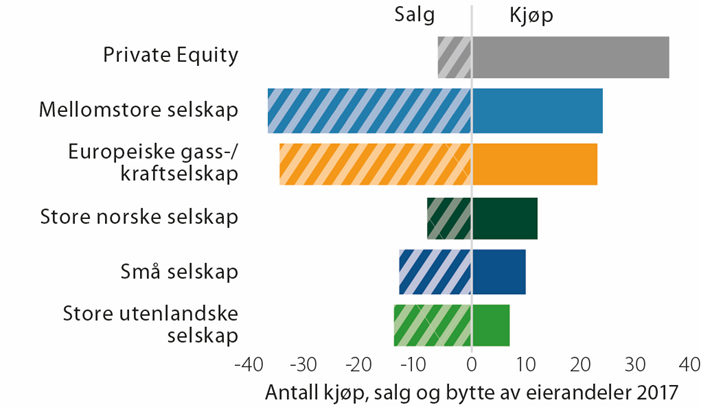 Salg Kjøp
Private Equity
Mellomstore selskap
Europeiske gass-/
kraftselskap
Store norske selskap
Små selskap
Store utenlandske
selskap
-40 -30 -20 -10 0 10 20 30 40
Antall kjøp, salg og bytte av eierandeler 2017